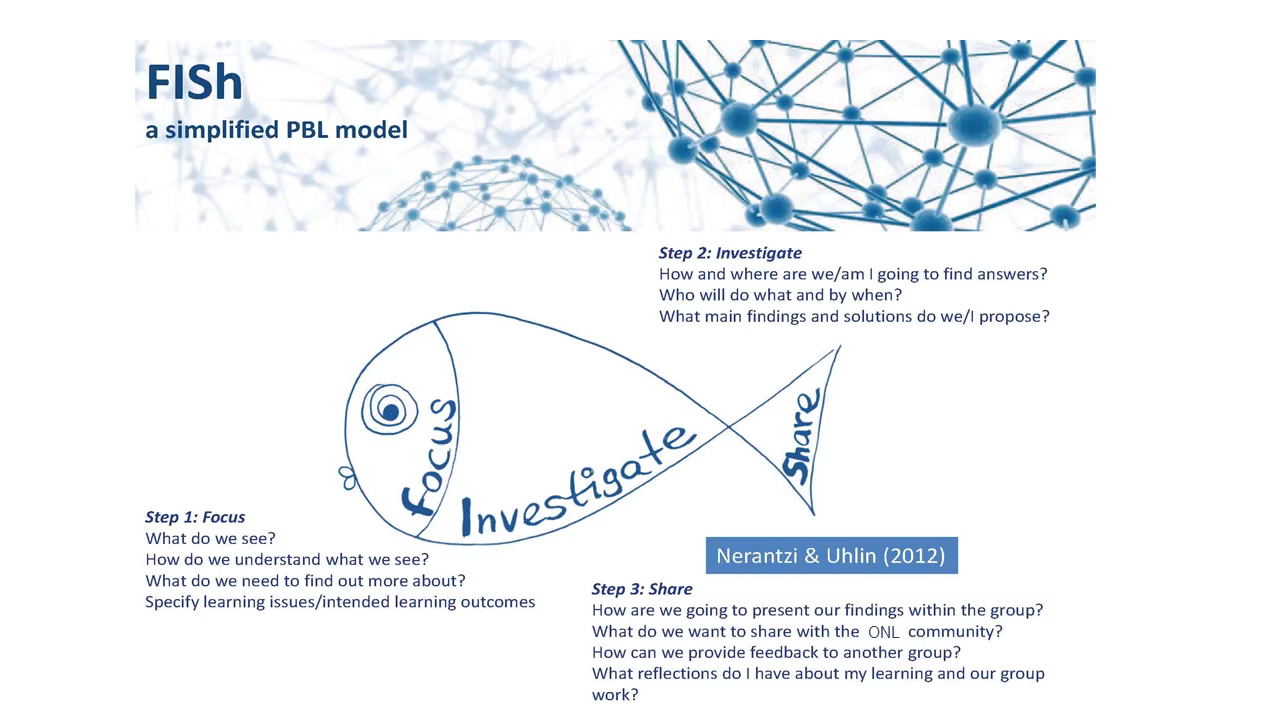 FISh
a simplified PBL model
Step 2: Investigate
How and where are we/am I going to find answers?
Who will do what and by when?
What main findings and solutions do we/I propose?
focus
Investigate
Share
Step 1: Focus
What do we see?
How do we understand what we see?
What do we need to find out more about?
Specify learning issues/intended learning outcomes
Nerantzi & Uhlin (2012)
Step 3: Share
How are we going to present our findings within the group?
What do we want to share with the ONL community?
How can we provide feedback to another group?
What reflections do I have about my learning and our group
work?